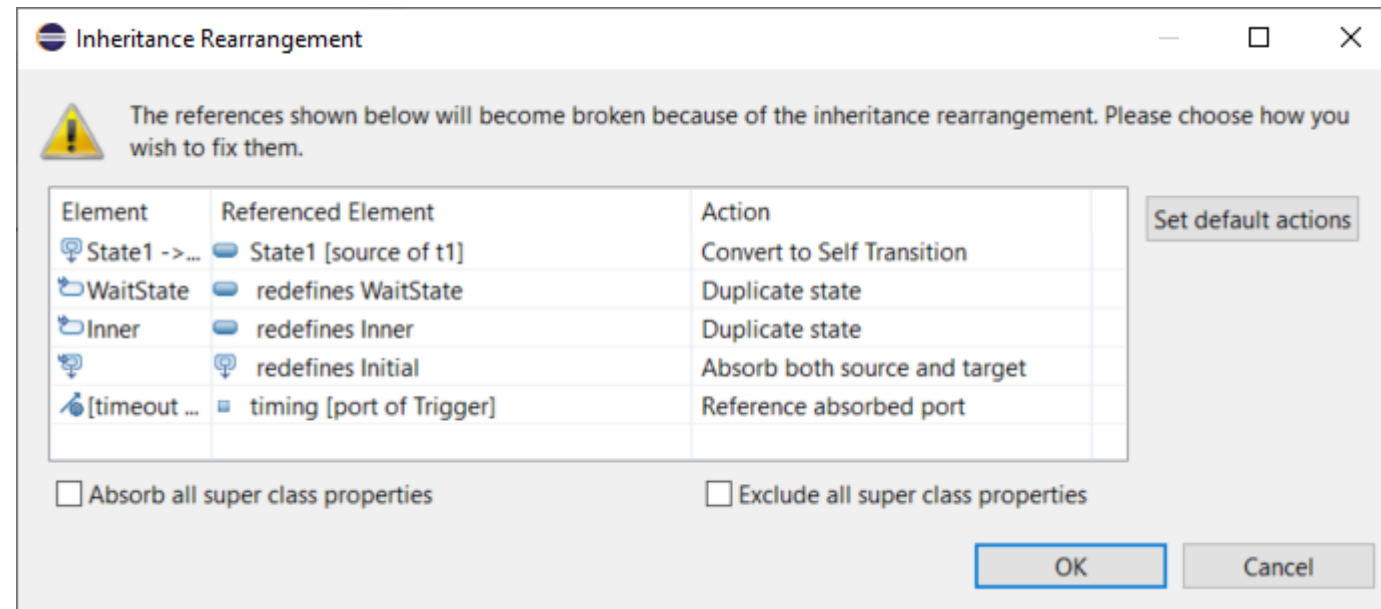 Inheritance Rearrangement
The references shown below will become broken because of the inheritance rearrangement. Please choose how you
wish to fix them.
Element Referenced Element Action
Set default actions
State1 ->... State1 [source of t1] Convert to Self Transition
WaitState redefines WaitState Duplicate state
Inner redefines Inner Duplicate state
redefines Initial Absorb both source and target
[timeout ... timing [port of Trigger] Reference absorbed port
Absorb all super class properties Exclude all super class properties
OK Cancel